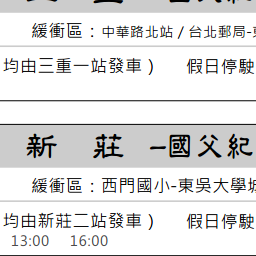 緩衝區：中華路北站 / 台北郵局-
均由三重一站發車） 假日停駛
新 莊 –國父紀
緩衝區：西門國小-東吳大學城
均由新莊二站發車） 假日停駛
13:00 16:00